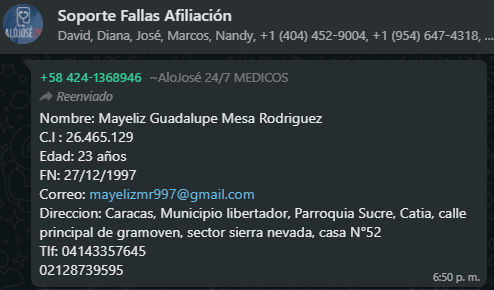 Soporte Fallas Afiliación
David, Diana, José, Marcos, Nandy, +1 (404) 452-9004, +1 (954) 647-4318, ...
+58 424-1368946 ~AloJosé 24/7 MEDICOS
Reenviado
Nombre: Mayeliz Guadalupe Mesa Rodriguez
C.I : 26.465.129
Edad: 23 años
FN: 27/12/1997
Correo: mayelizmr997@gmail.com
Direccion: Caracas, Municipio libertador, Parroquia Sucre, Catia, calle
principal de gramoven, sector sierra nevada, casa N°52
Tlf: 04143357645
02128739595
6:50 p. m.